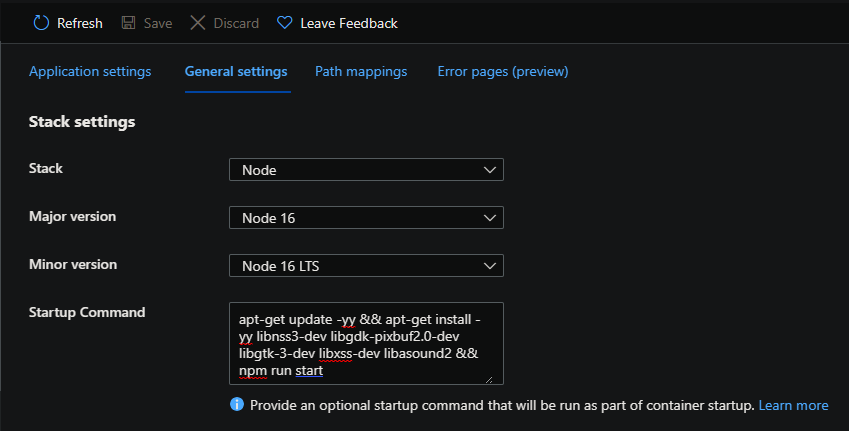 Refresh Save Discard Leave Feedback
Application settings General settings Path mappings Error pages (preview)
Stack settings
Stack Node
Major version Node 16
Minor version Node 16 LTS
Startup Command
apt-get update -yy && apt-get install -
yy libnss3-dev libgdk-pixbuf2.0-dev
libgtk-3-dev libxss-dev libasound2 &&
npm run start
Provide an optional startup command that will be run as part of container startup. Learn more